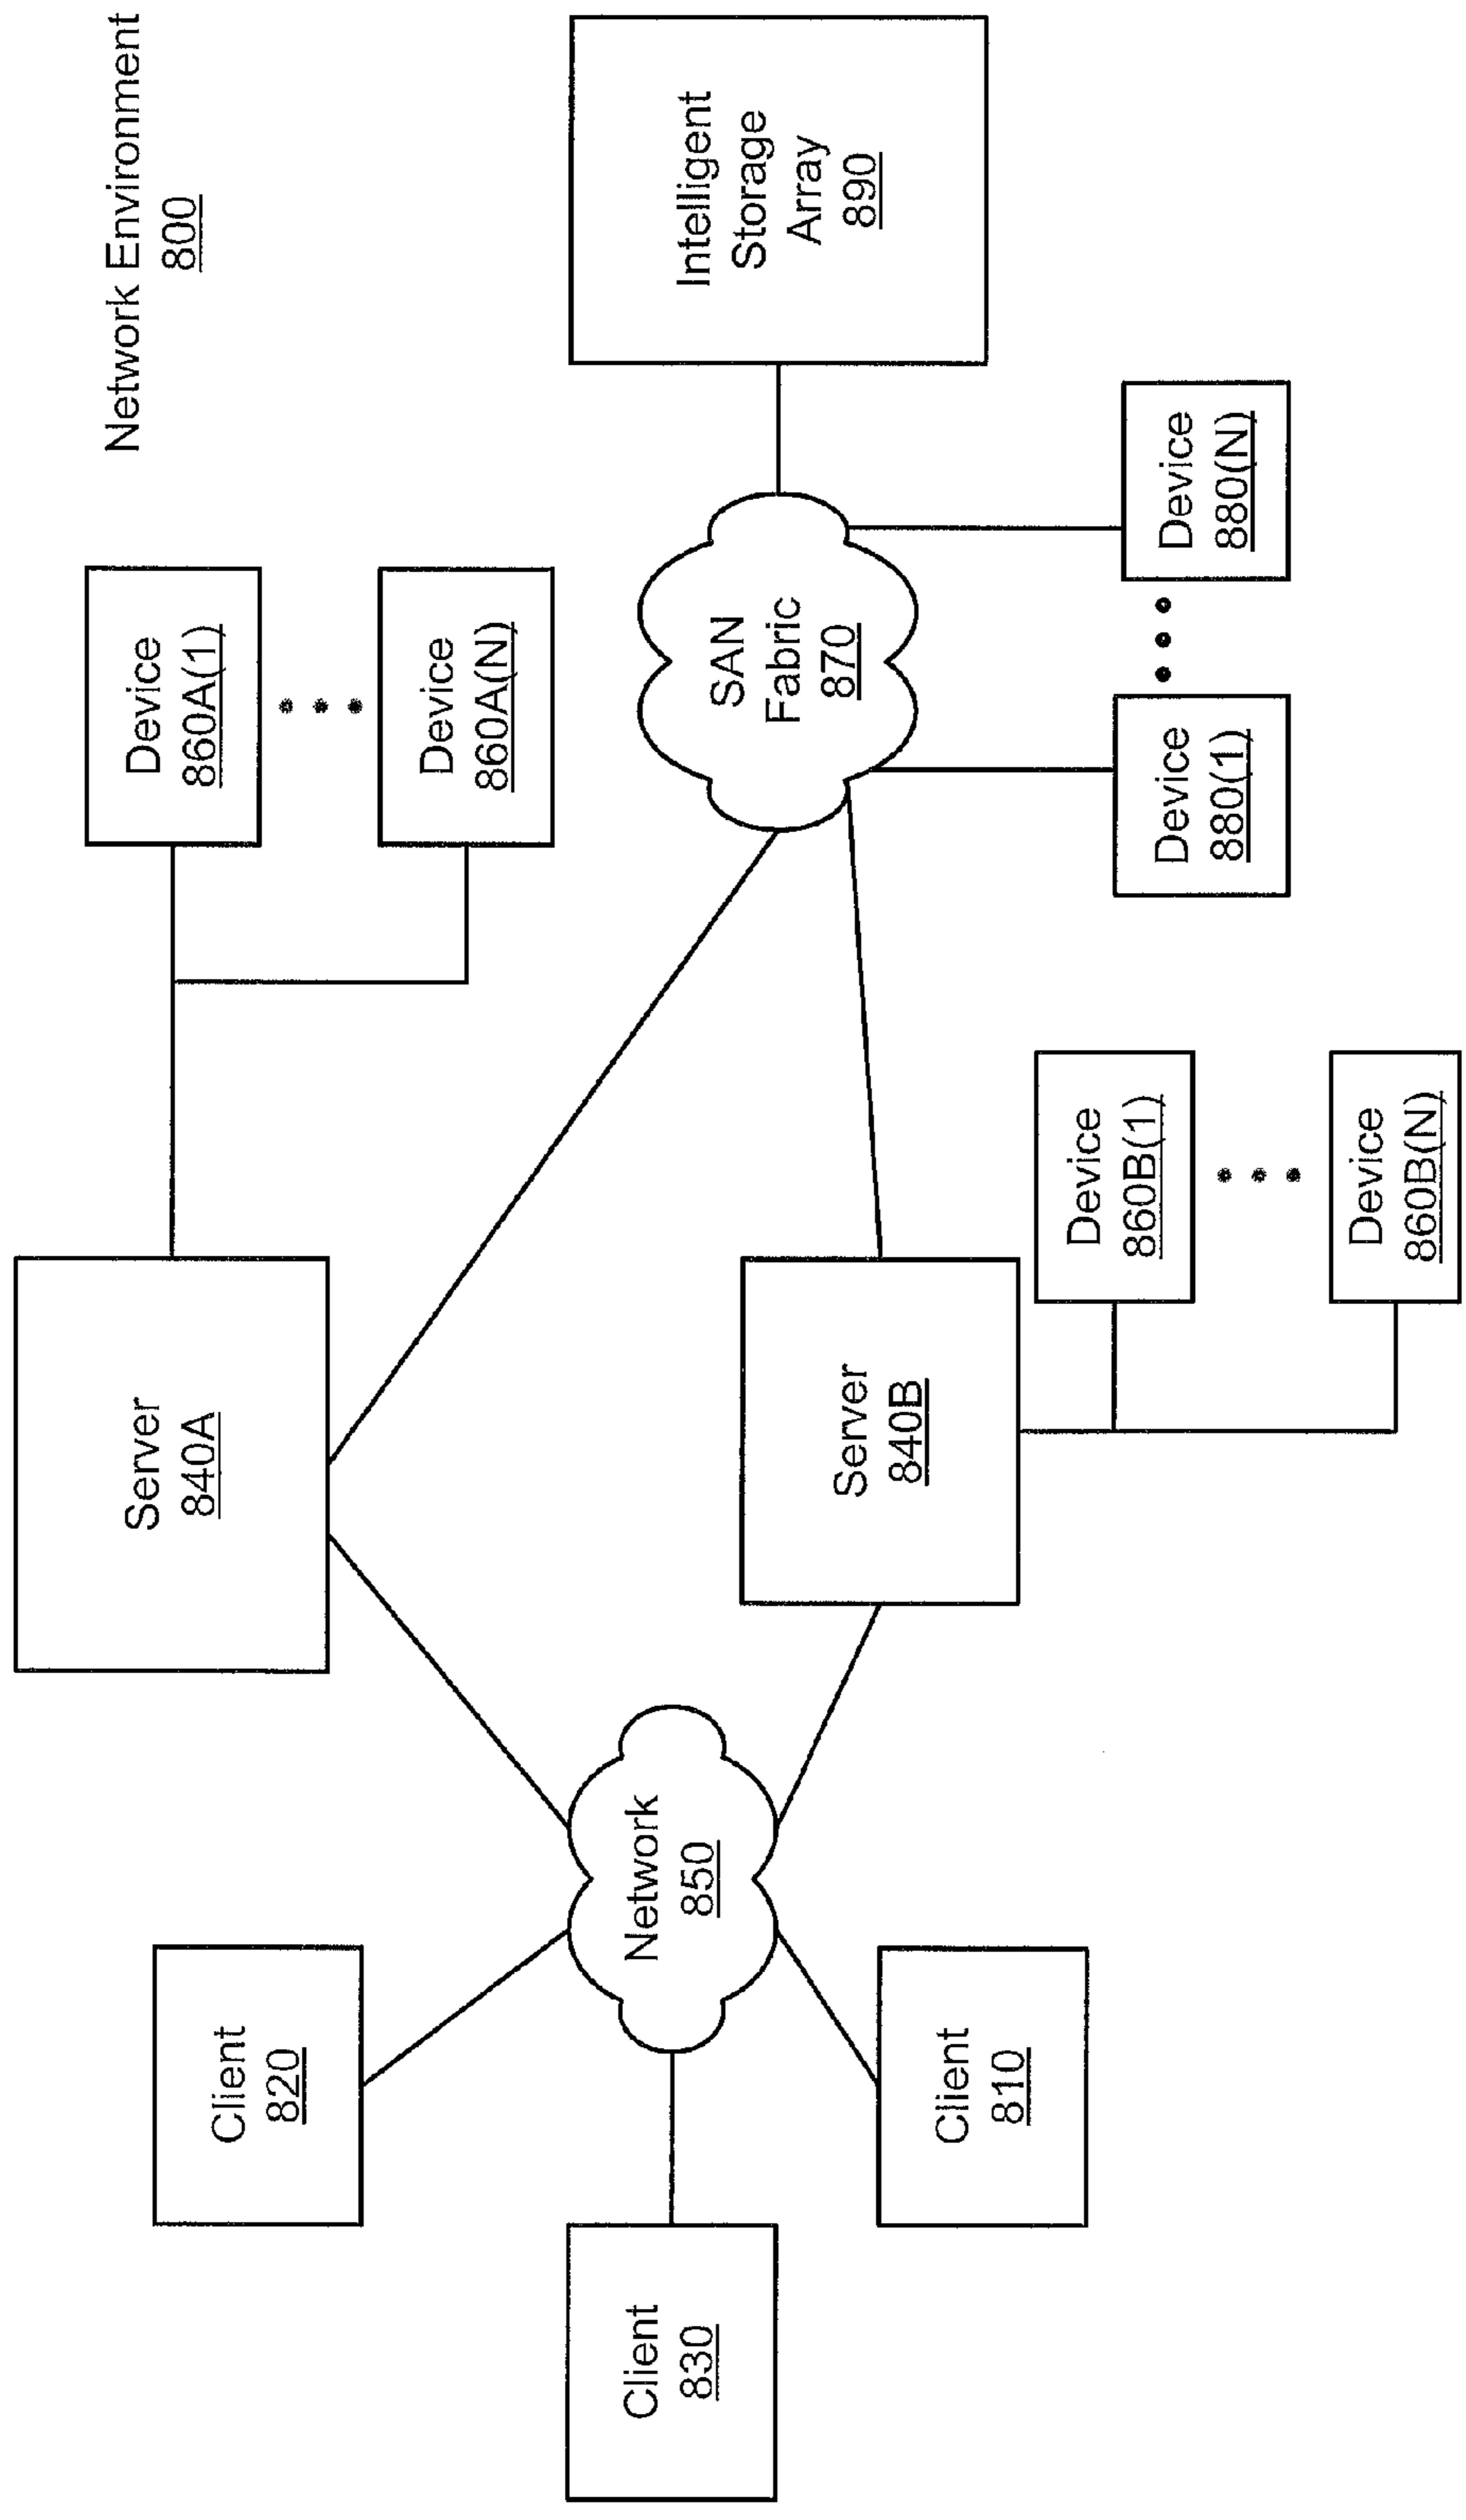 Network Environment
800
Device
860A(1)
Device
860A(N)
Server
840A
Intelligent
Storage
Array
890
SAN
Fabric
870
Client
820
Network
850
Client
830
Server
840B
Client
810
Device
860B(1)
Device
860B(N)
Device
880(1)
Device
880(N)